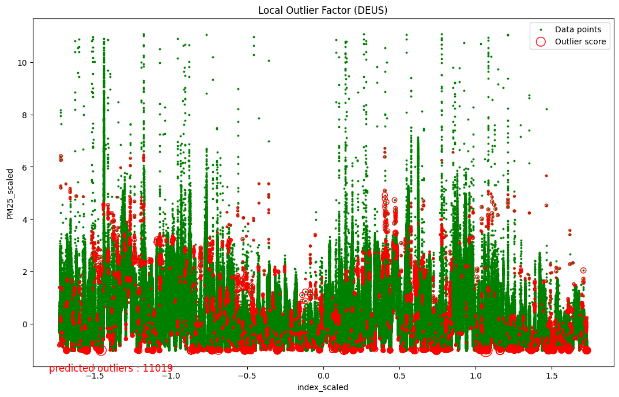 Local Outlier Factor (DEUS)
Data points
Outlier score
PM25_scaled
10
8
6
4
2
0
−1.5
−1.0
−0.5
0.0
0.5
1.0
1.5
predicted outliers : 11019
index_scaled